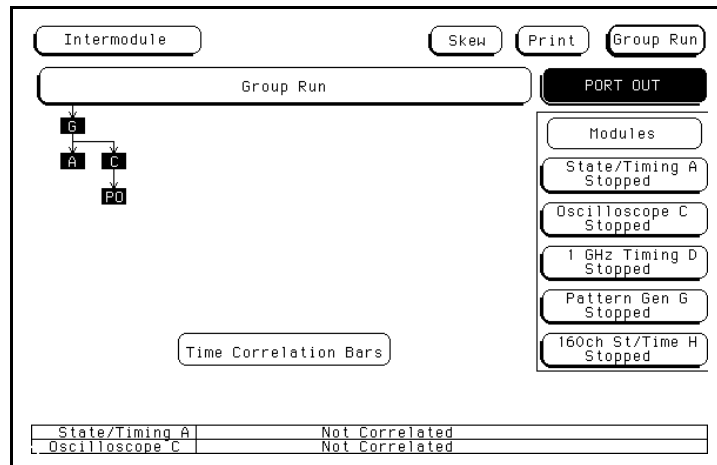 Intermodule
Skew
Print
Group Run
Group Run
PORT OUT
G
A
C
PO
Modules
State/Timing A
Stopped
Oscilloscope C
Stopped
1 GHz Timing D
Stopped
Pattern Gen G
Stopped
160ch St/Time H
Stopped
Time Correlation Bars
State/Timing A Not Correlated
Oscilloscope C Not Correlated